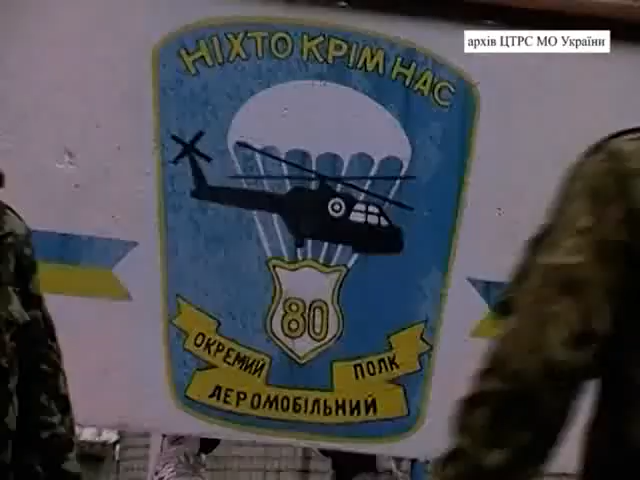 архів ЦТРС МО України
НІХТО КРІМ НАС
80
ОКРЕМИЙ ПОЛК
АЕРОМОБІЛЬНИЙ